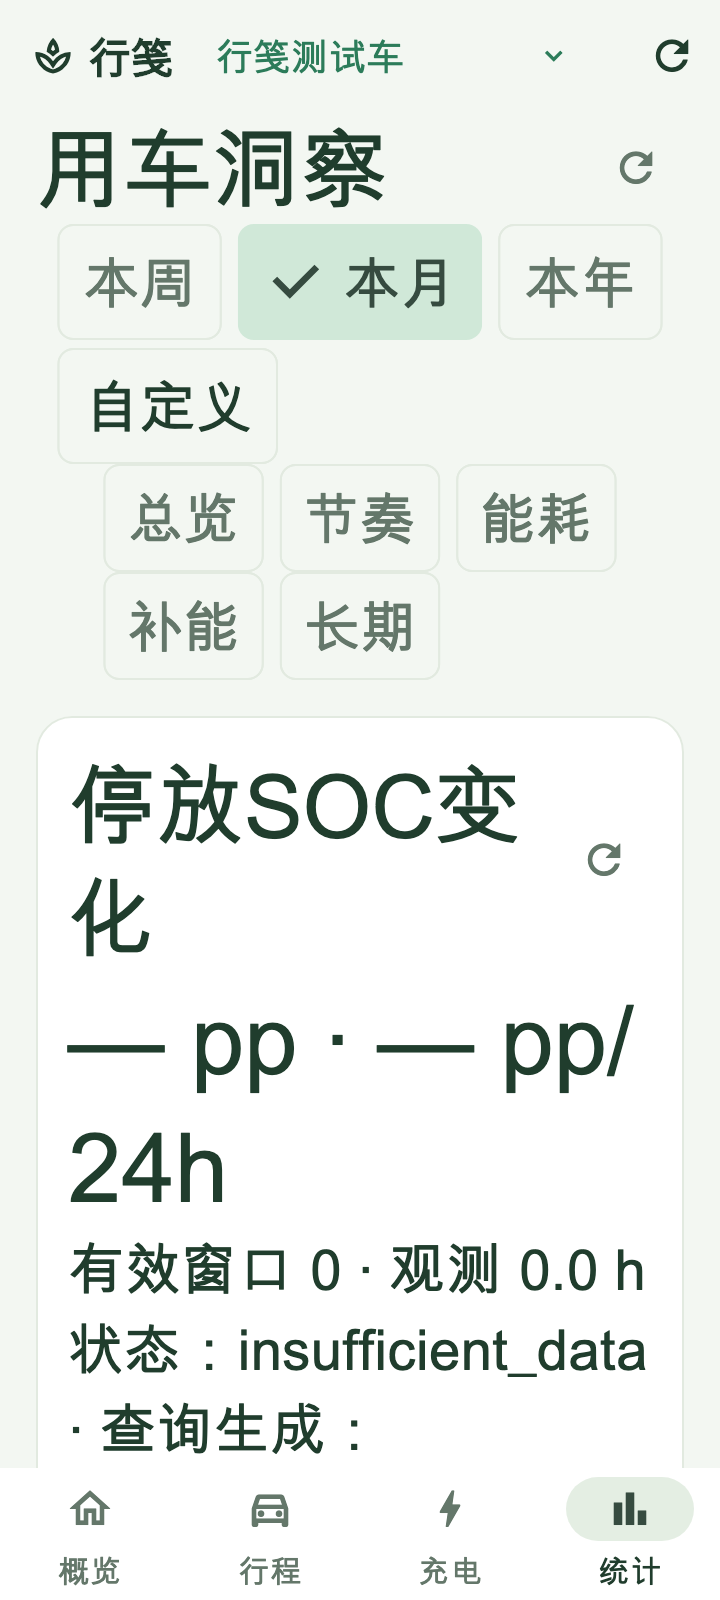 行笺 行笺测试车
用车洞察
本周 本月 本年
自定义
总览 节奏 能耗
补能 长期
停放SOC变
化
— pp · — pp/
24h
有效窗口 0 · 观测 0.0 h
状态：insufficient_data
· 查询生成：
概览 行程 充电 统计